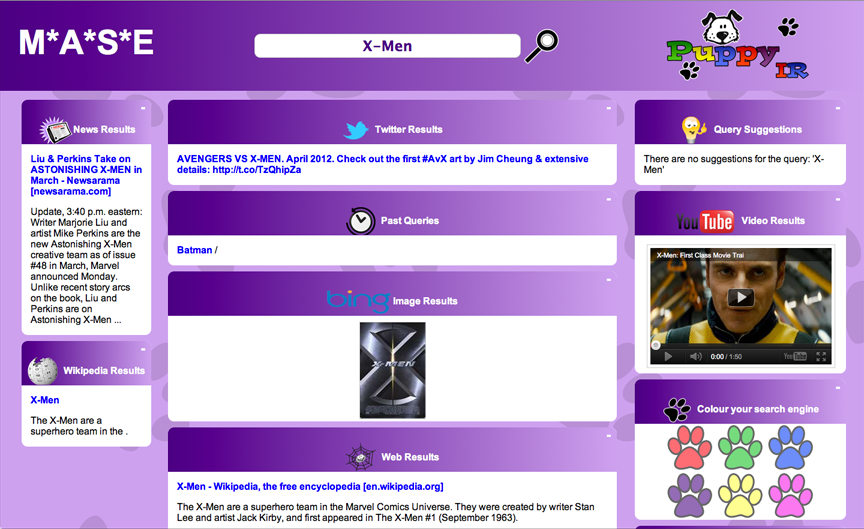 M*A*S*E
X-Men
Puppy
IR
News Results
Liu & Perkins Take on
ASTONISHING X-MEN in
March - Newsarama
[newsarama.com]
Update, 3:40 p.m. eastern:
Writer Marjorie Liu and
artist Mike Perkins are the
new Astonishing X-Men
creative team as of issue
#48 in March, Marvel
announced Monday.
Unlike recent story arcs
on the book, Liu and
Perkins are on
Astonishing X-Men ...
Wikipedia Results
X-Men
The X-Men are a
superhero team in the .
Twitter Results
AVENGERS VS X-MEN. April 2012. Check out the first #AvX art by Jim Cheung & extensive
details: http://t.co/TzQhipZa
Past Queries
Batman /
bing Image Results
X-MEN
Web Results
X-Men - Wikipedia, the free encyclopedia [en.wikipedia.org]
The X-Men are a superhero team in the Marvel Comics Universe. They were created by writer Stan
Lee and artist Jack Kirby, and first appeared in The X-Men #1 (September 1963).
Query Suggestions
There are no suggestions for the query: 'X-
Men'
YouTube Video Results
X-Men: First Class Movie Trai
0:00 / 1:50
YouTube
Colour your search engine